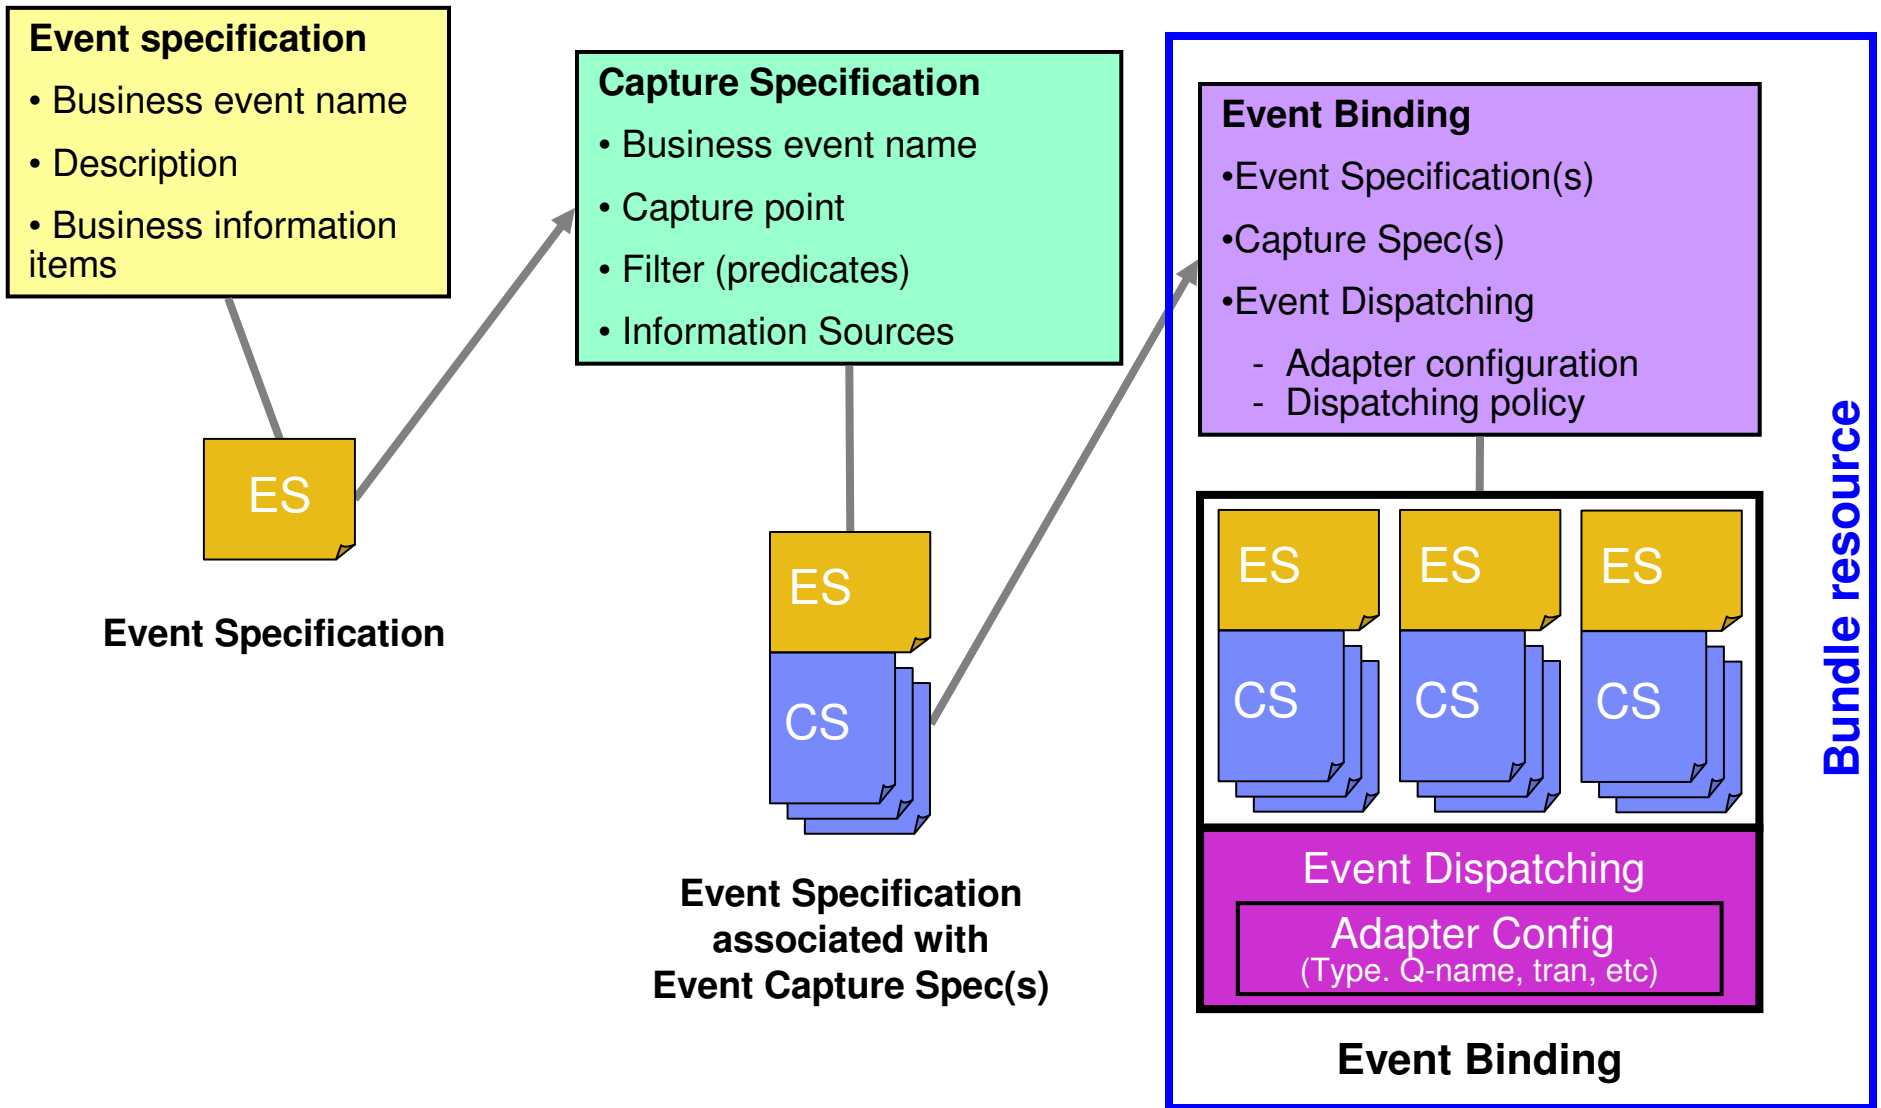 Event specification
• Business event name
• Description
• Business information
items
ES
Event Specification
Capture Specification
• Business event name
• Capture point
• Filter (predicates)
• Information Sources
ES
CS
Event Specification
associated with
Event Capture Spec(s)
Event Binding
•Event Specification(s)
•Capture Spec(s)
•Event Dispatching
- Adapter configuration
- Dispatching policy
ES ES ES
CS CS CS
Event Dispatching
Adapter Config
(Type. Q-name, tran, etc)
Event Binding
Bundle resource